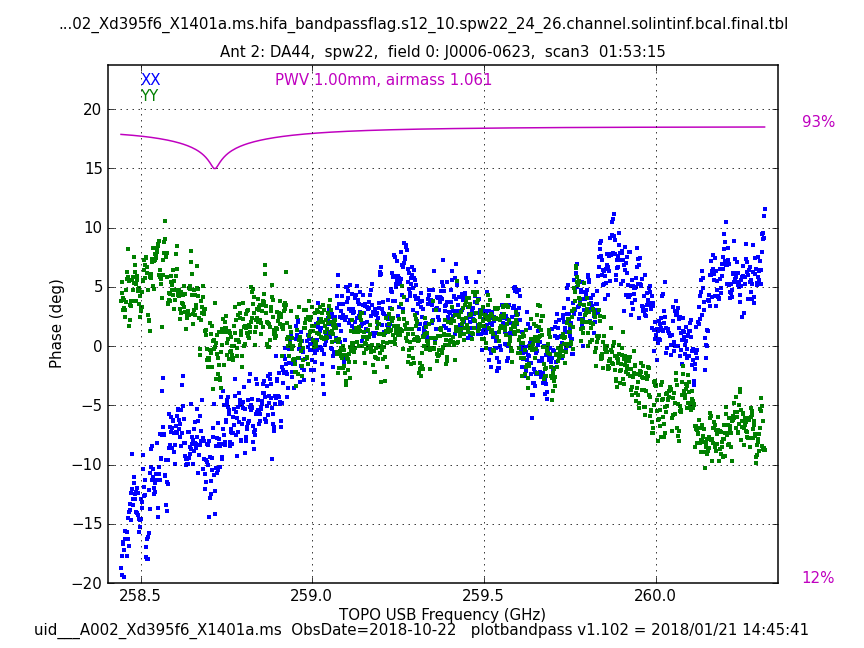 ...02_Xd395f6_X1401a.ms.hifa_bandpassflag.s12_10.spw22_24_26.channel.solintinf.bcal.final.tbl
Ant 2: DA44, spw22, field 0: J0006-0623, scan3 01:53:15
XX
PWV 1.00mm, airmass 1.061
YY
20
93%
15
10
5
0
Phase (deg)
−5
−10
−15
−20
12%
258.5
259.0
259.5
260.0
TOPO USB Frequency (GHz)
uid___A002_Xd395f6_X1401a.ms ObsDate=2018-10-22 plotbandpass v1.102 = 2018/01/21 14:45:41